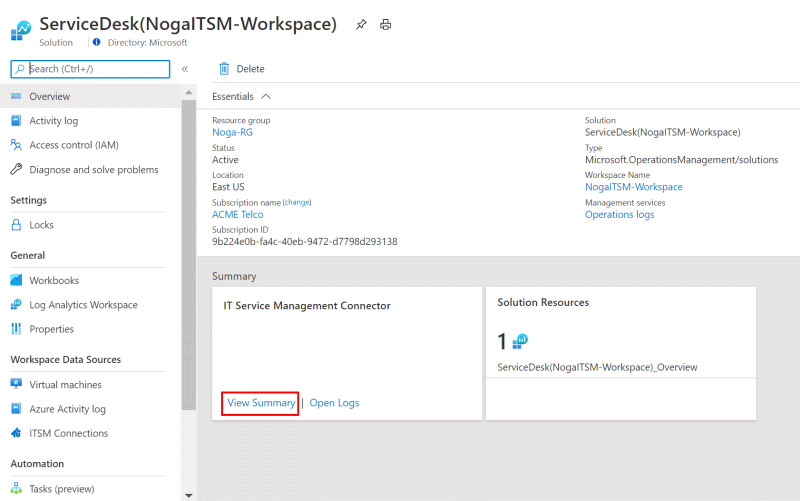 ServiceDesk(NogaITSM-Workspace)
Solution
Directory: Microsoft
Search (Ctrl+/)
Overview
Activity log
Access control (IAM)
Diagnose and solve problems
Settings
Locks
General
Workbooks
Log Analytics Workspace
Properties
Workspace Data Sources
Virtual machines
Azure Activity log
ITSM Connections
Automation
Tasks (preview)
Delete
Essentials
Resource group
Noga-RG
Status
Active
Location
East US
Subscription name (change)
ACME Telco
Subscription ID
9b224e0b-fa4c-40eb-9472-d7798d293138
Solution
ServiceDesk(NogaITSM-Workspace)
Type
Microsoft.OperationsManagement/solutions
Workspace Name
NogaITSM-Workspace
Management services
Operations logs
Summary
IT Service Management Connector
View Summary | Open Logs
Solution Resources
1
ServiceDesk(NogaITSM-Workspace)_Overview